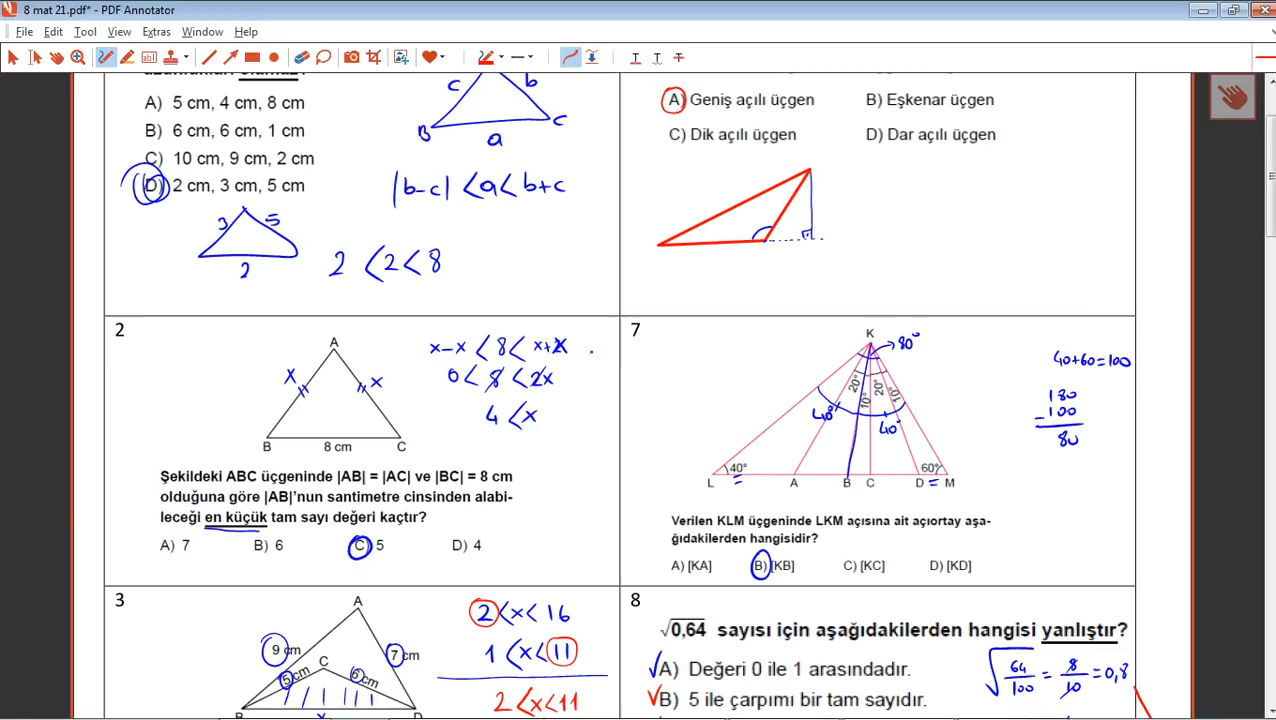 8 mat 21.pdf* - PDF Annotator
File Edit Tool View Extras Window Help
A) 5 cm, 4 cm, 8 cm
B) 6 cm, 6 cm, 1 cm
C) 10 cm, 9 cm, 2 cm
D) 2 cm, 3 cm, 5 cm
c b
B a C
|b-c| < a < b+c
3 5
2
2 < 2 < 8
A) Geniş açılı üçgen B) Eşkenar üçgen
C) Dik açılı üçgen D) Dar açılı üçgen
2
A
x x
B 8 cm C
x-x < 8 < x+x
0 < 8 < 2x
4 < x
Şekildeki ABC üçgeninde |AB| = |AC| ve |BC| = 8 cm
olduğuna göre |AB|'nun santimetre cinsinden alabi-
leceği en küçük tam sayı değeri kaçtır?
A) 7 B) 6 C) 5 D) 4
7
K
80°
20° 10° 20° 10°
40° 40°
40° 60°
L A B C D M
40+60=100
180
-100
80
Verilen KLM üçgeninde LKM açısına ait açıortay aşa-
ğıdakilerden hangisidir?
A) [KA] B) [KB] C) [KC] D) [KD]
3
A
9 cm C 7 cm
5 cm 6 cm
B x D
2 < x < 16
1 < x < 11
2 < x < 11
8
√0,64 sayısı için aşağıdakilerden hangisi yanlıştır?
A) Değeri 0 ile 1 arasındadır.
B) 5 ile çarpımı bir tam sayıdır.
√64/100 = 8/10 = 0,8